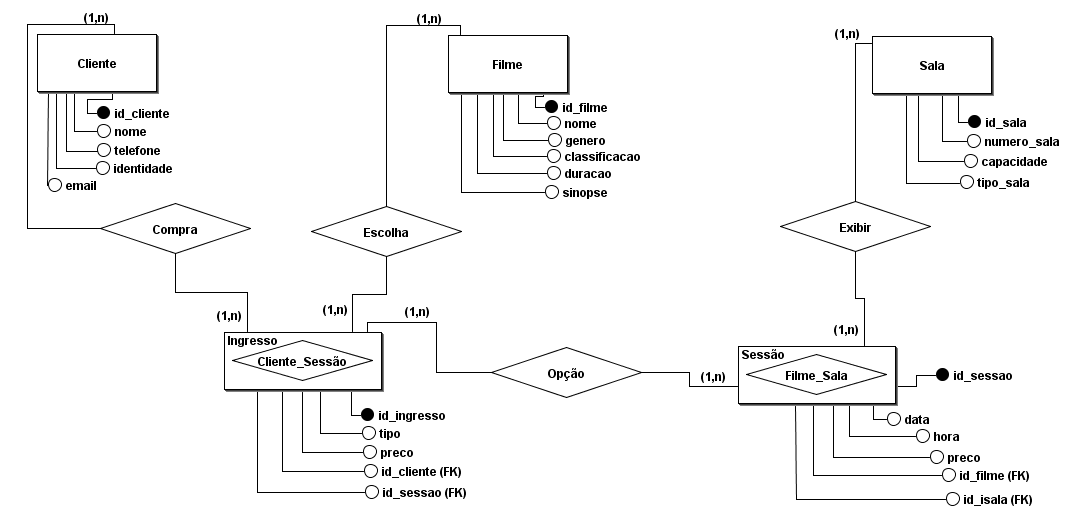 (1,n)
Cliente
id_cliente
nome
telefone
identidade
email
Compra
(1,n)
(1,n)
Filme
id_filme
nome
genero
classificacao
duracao
sinopse
Escolha
(1,n)
(1,n)
Sala
id_sala
numero_sala
capacidade
tipo_sala
Exibir
(1,n)
(1,n)
Opção
(1,n)
Ingresso
Cliente_Sessão
id_ingresso
tipo
preco
id_cliente (FK)
id_sessao (FK)
Sessão
Filme_Sala
id_sessao
data
hora
preco
id_filme (FK)
id_isala (FK)